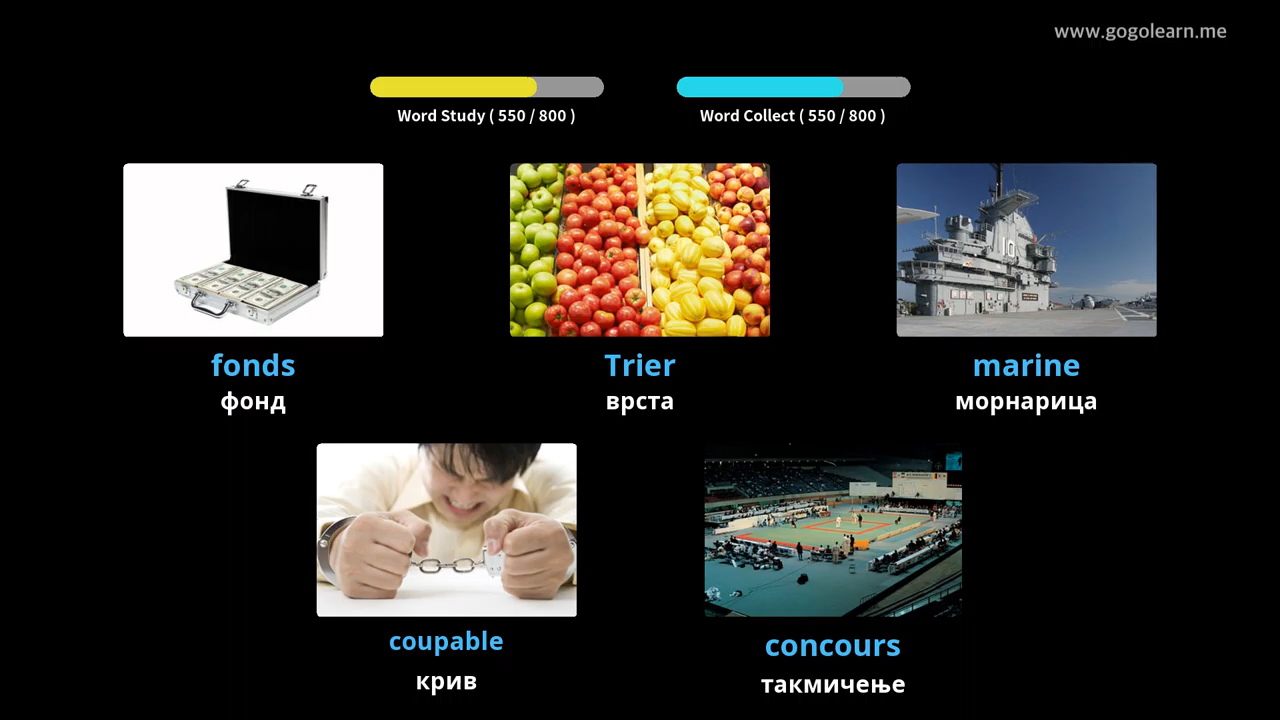 www.gogolearn.me
Word Study ( 550 / 800 )
Word Collect ( 550 / 800 )
fonds
фонд
Trier
врста
marine
морнарица
10
coupable
крив
concours
такмичење